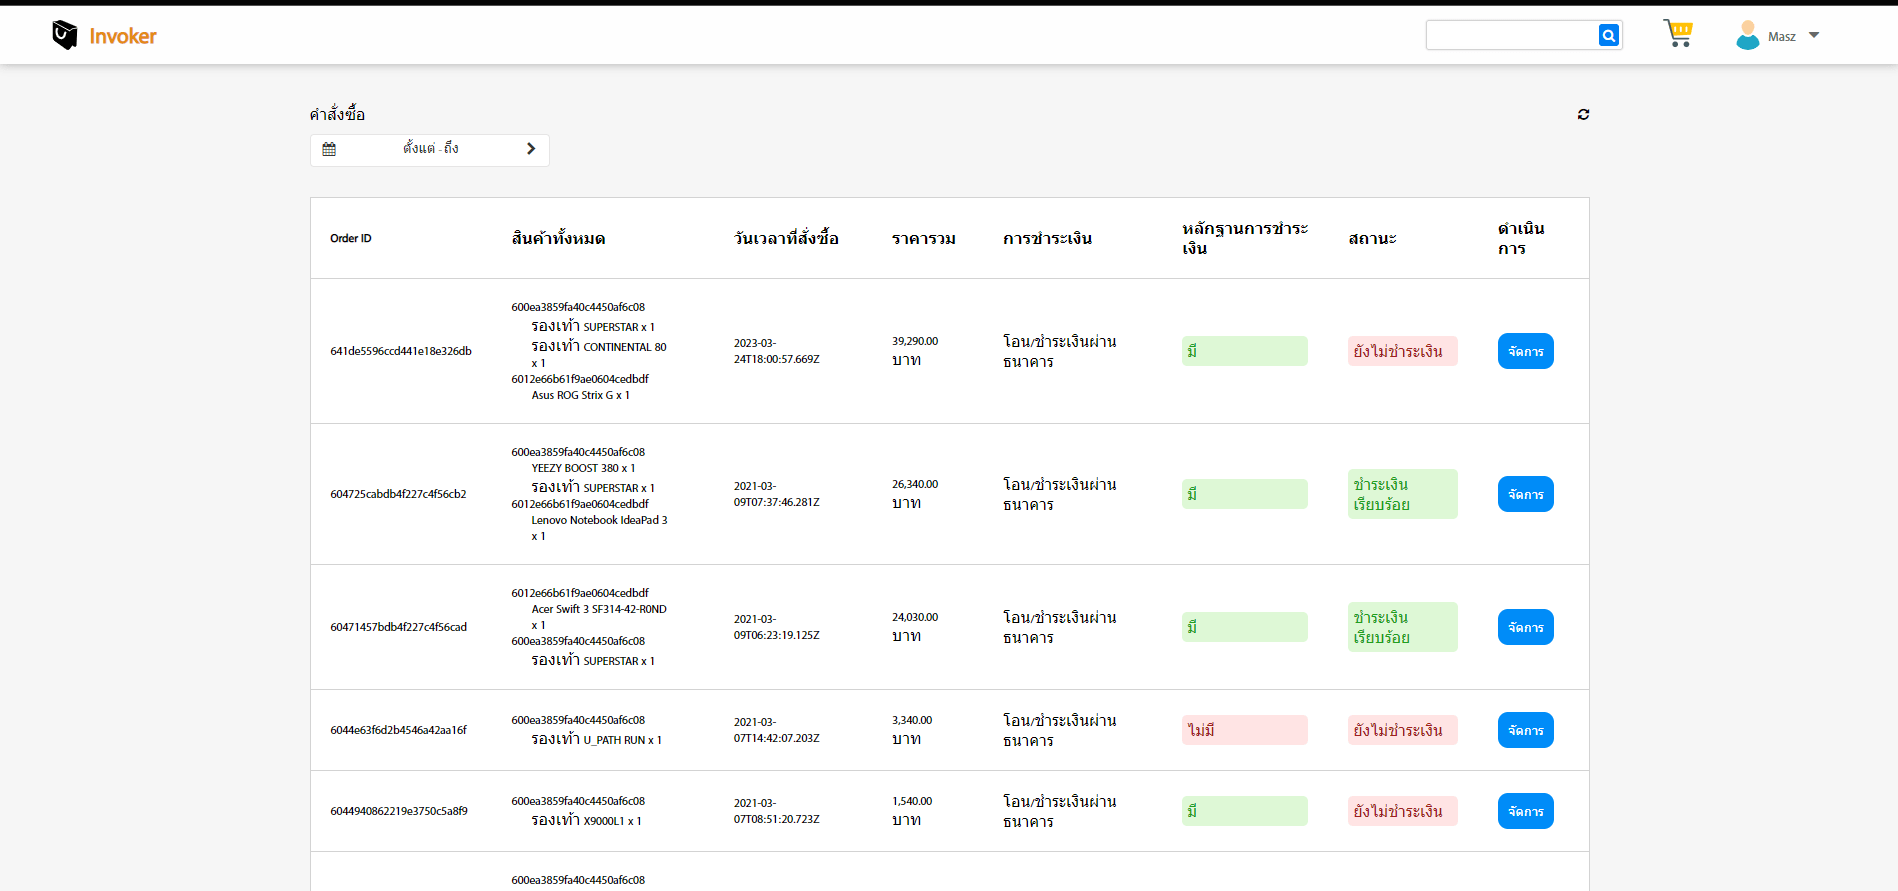 Invoker
Masz
คำสั่งซื้อ
ตั้งแต่ - ถึง
Order ID
สินค้าทั้งหมด
วันเวลาที่สั่งซื้อ
ราคารวม
การชำระเงิน
หลักฐานการชำระ
เงิน
สถานะ
ดำเนิน
การ
641de5596ccd441e18e326db
600ea3859fa40c4450af6c08
รองเท้า SUPERSTAR x 1
รองเท้า CONTINENTAL 80
x 1
6012e66b61f9ae0604cedbdf
Asus ROG Strix G x 1
2023-03-
24T18:00:57.669Z
39,290.00
บาท
โอน/ชำระเงินผ่าน
ธนาคาร
มี
ยังไม่ชำระเงิน
จัดการ
604725cabdb4f227c4f56cb2
600ea3859fa40c4450af6c08
YEEZY BOOST 380 x 1
รองเท้า SUPERSTAR x 1
6012e66b61f9ae0604cedbdf
Lenovo Notebook IdeaPad 3
x 1
2021-03-
09T07:37:46.281Z
26,340.00
บาท
โอน/ชำระเงินผ่าน
ธนาคาร
มี
ชำระเงิน
เรียบร้อย
จัดการ
60471457bdb4f227c4f56cad
6012e66b61f9ae0604cedbdf
Acer Swift 3 SF314-42-R0ND
x 1
600ea3859fa40c4450af6c08
รองเท้า SUPERSTAR x 1
2021-03-
09T06:23:19.125Z
24,030.00
บาท
โอน/ชำระเงินผ่าน
ธนาคาร
มี
ชำระเงิน
เรียบร้อย
จัดการ
6044e63f6d2b4546a42aa16f
600ea3859fa40c4450af6c08
รองเท้า U_PATH RUN x 1
2021-03-
07T14:42:07.203Z
3,340.00
บาท
โอน/ชำระเงินผ่าน
ธนาคาร
ไม่มี
ยังไม่ชำระเงิน
จัดการ
6044940862219e3750c5a8f9
600ea3859fa40c4450af6c08
รองเท้า X9000L1 x 1
2021-03-
07T08:51:20.723Z
1,540.00
บาท
โอน/ชำระเงินผ่าน
ธนาคาร
มี
ยังไม่ชำระเงิน
จัดการ
600ea3859fa40c4450af6c08